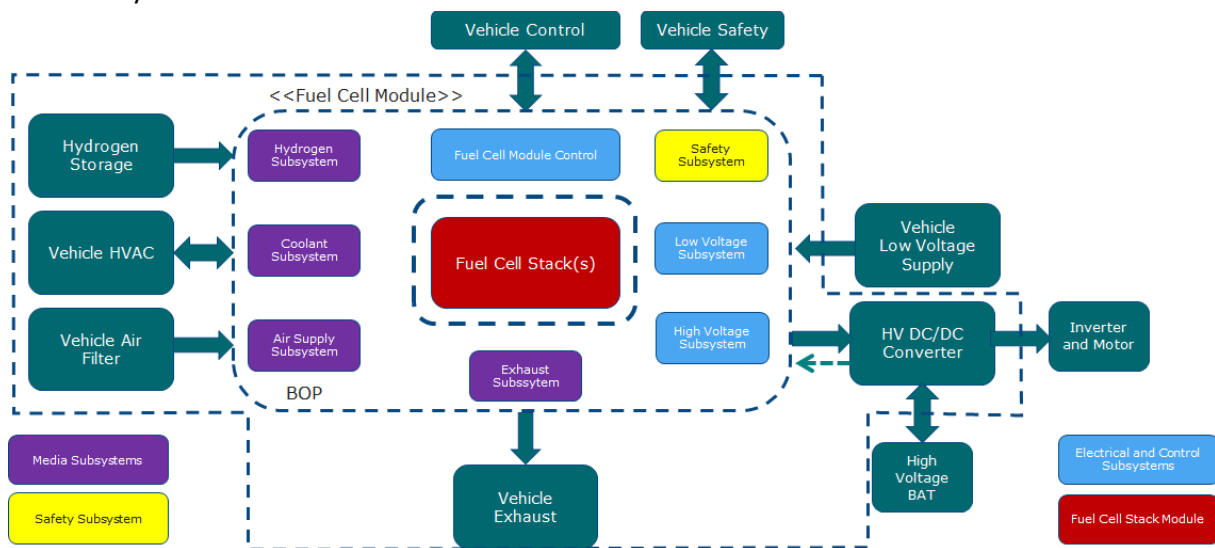 Vehicle Control
Vehicle Safety
<<Fuel Cell Module>>
Hydrogen
Storage
Hydrogen
Subsystem
Fuel Cell Module Control
Safety
Subsystem
Vehicle HVAC
Coolant
Subsystem
Fuel Cell Stack(s)
Low Voltage
Subsystem
Vehicle
Low Voltage
Supply
Vehicle Air
Filter
Air Supply
Subsystem
High Voltage
Subsystem
HV DC/DC
Converter
Inverter
and Motor
Exhaust
Subssytem
BOP
Media Subsystems
Safety Subsystem
Vehicle
Exhaust
High
Voltage
BAT
Electrical and Control
Subsystems
Fuel Cell Stack Module